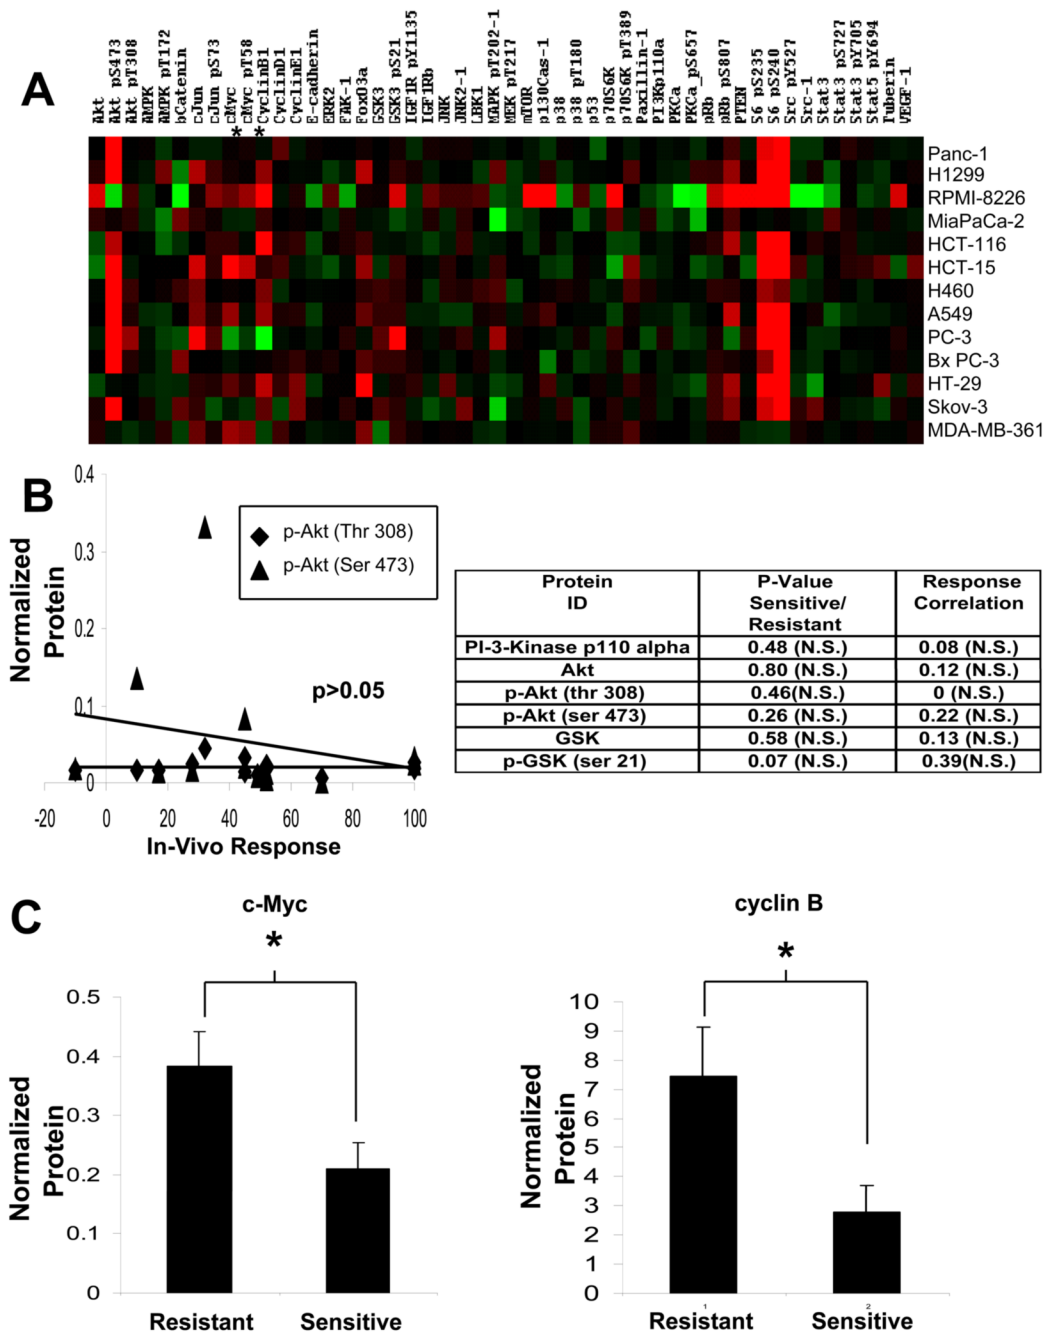 A
Akt
Akt pS473
Akt pT308
AMPK
AMPK pT172
bCatenin
cJun
cJun pS73
cMyc
cMyc pT58
CyclinB1
CyclinD1
CyclinE1
E-cadherin
ERK2
FAK-1
FoxO3a
GSK3
GSK3 pS21
IGF1R pY1135
IGF1Rb
JNK
JNK2-1
LBK1
MAPK pT202-1
MEK pT217
mTOR
p130Cas-1
p38
p38 pT180
p53
p70S6K
p70S6K pT389
Paxillin-1
PI3Kp110a
PKCa
PKCa_pS657
pRb
pRb pS807
PTEN
S6 pS235
S6 pS240
Src pY527
Src-1
Stat3
Stat3 pS727
Stat3 pY705
Stat5 pY694
Tuberin
VEGF-1
* *
Panc-1
H1299
RPMI-8226
MiaPaCa-2
HCT-116
HCT-15
H460
A549
PC-3
Bx PC-3
HT-29
Skov-3
MDA-MB-361
B
Normalized
Protein
0.4
0.3
0.2
0.1
0
-20 0 20 40 60 80 100
In-Vivo Response
p-Akt (Thr 308)
p-Akt (Ser 473)
p>0.05
Protein ID P-Value Sensitive/ Resistant Response Correlation
PI-3-Kinase p110 alpha 0.48 (N.S.) 0.08 (N.S.)
Akt 0.80 (N.S.) 0.12 (N.S.)
p-Akt (thr 308) 0.46(N.S.) 0 (N.S.)
p-Akt (ser 473) 0.26 (N.S.) 0.22 (N.S.)
GSK 0.58 (N.S.) 0.13 (N.S.)
p-GSK (ser 21) 0.07 (N.S.) 0.39(N.S.)
C
c-Myc
*
Normalized
Protein
0.5
0.4
0.3
0.2
0.1
0
Resistant Sensitive
cyclin B
*
Normalized
Protein
10
9
8
7
6
5
4
3
2
1
0
1 2
Resistant Sensitive